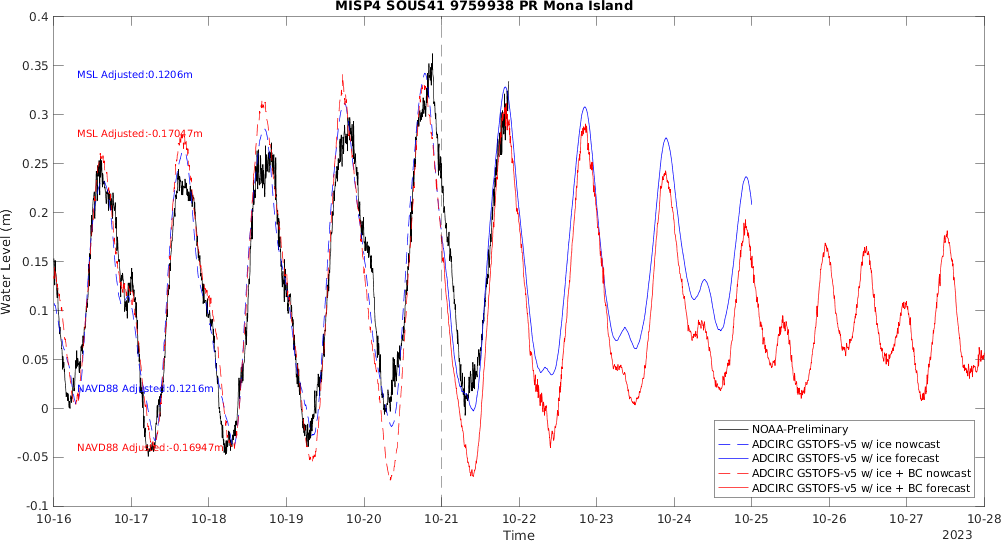 MISP4 SOUS41 9759938 PR Mona Island
0.4
0.35
0.3
0.25
0.2
0.15
0.1
0.05
0
-0.05
-0.1
Water Level (m)
MSL Adjusted:0.1206m
MSL Adjusted:-0.17017m
NAVD88 Adjusted:0.1216m
NAVD88 Adjusted:-0.16947m
NOAA-Preliminary
ADCIRC GSTOFS-v5 w/ ice nowcast
ADCIRC GSTOFS-v5 w/ ice forecast
ADCIRC GSTOFS-v5 w/ ice + BC nowcast
ADCIRC GSTOFS-v5 w/ ice + BC forecast
10-16 10-17 10-18 10-19 10-20 10-21 10-22 10-23 10-24 10-25 10-26 10-27 10-28
Time
2023